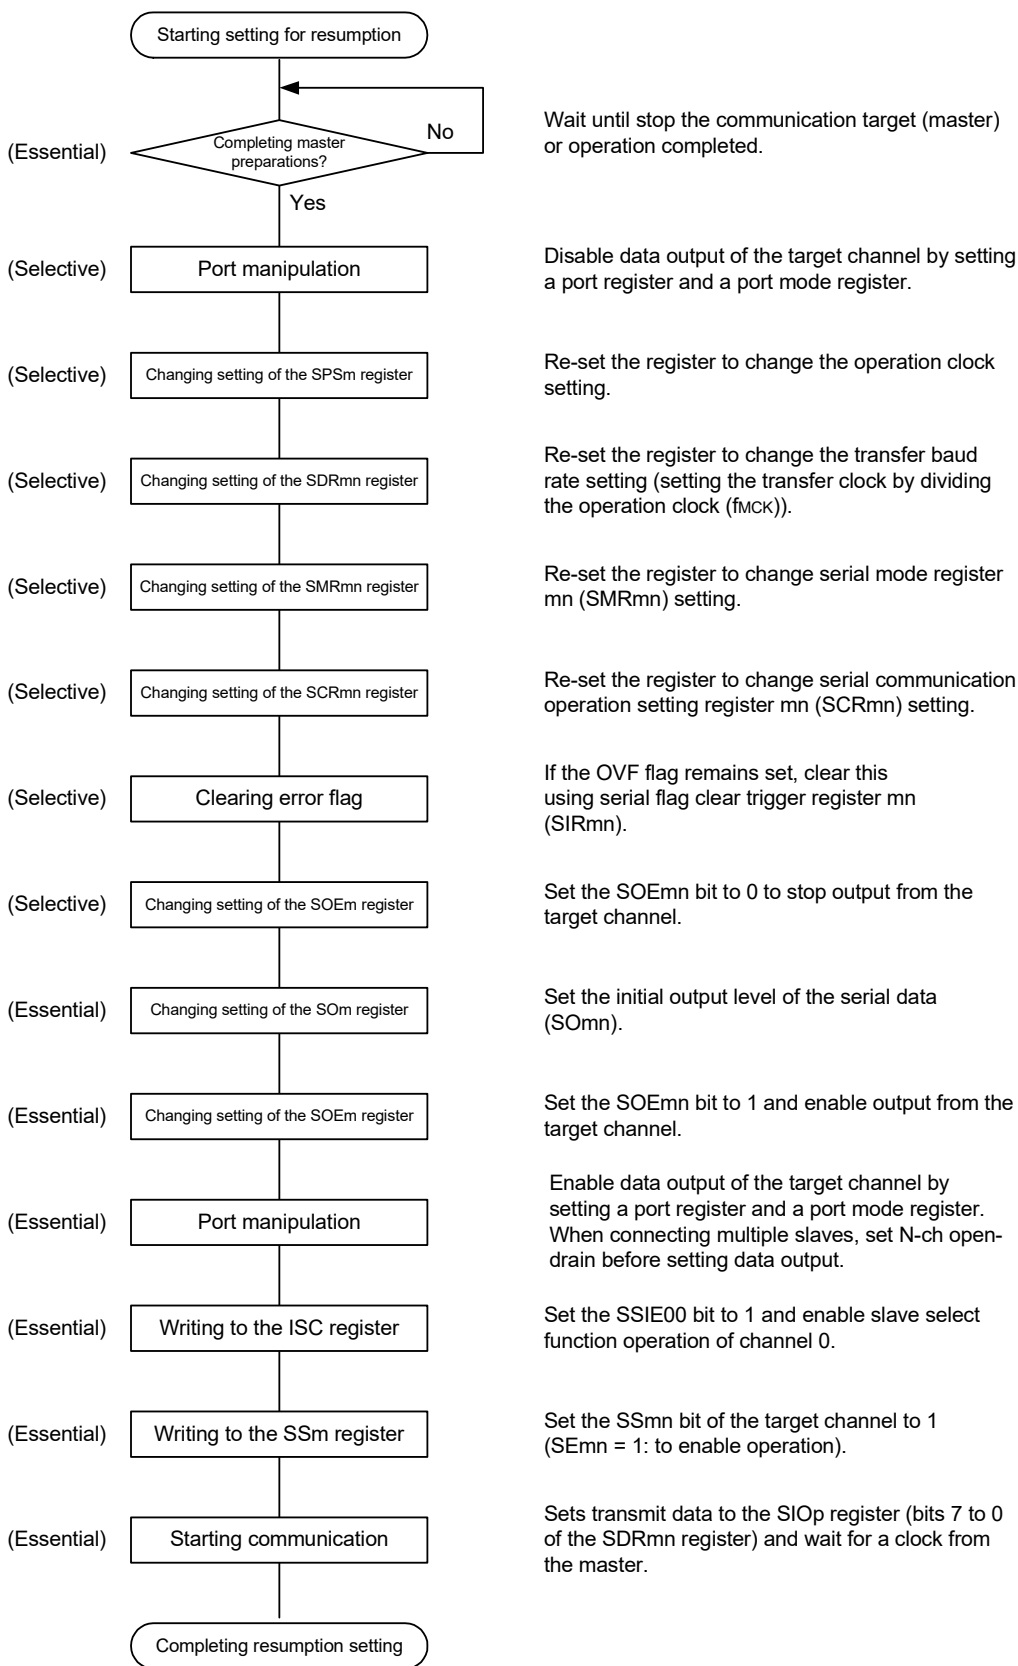 Starting setting for resumption
(Essential)
Completing master
preparations?
No
Wait until stop the communication target (master)
or operation completed.
Yes
(Selective)
Port manipulation
Disable data output of the target channel by setting
a port register and a port mode register.
(Selective)
Changing setting of the SPSm register
Re-set the register to change the operation clock
setting.
(Selective)
Changing setting of the SDRmn register
Re-set the register to change the transfer baud
rate setting (setting the transfer clock by dividing
the operation clock (fMCK)).
(Selective)
Changing setting of the SMRmn register
Re-set the register to change serial mode register
mn (SMRmn) setting.
(Selective)
Changing setting of the SCRmn register
Re-set the register to change serial communication
operation setting register mn (SCRmn) setting.
(Selective)
Clearing error flag
If the OVF flag remains set, clear this
using serial flag clear trigger register mn
(SIRmn).
(Selective)
Changing setting of the SOEm register
Set the SOEmn bit to 0 to stop output from the
target channel.
(Essential)
Changing setting of the SOm register
Set the initial output level of the serial data
(SOmn).
(Essential)
Changing setting of the SOEm register
Set the SOEmn bit to 1 and enable output from the
target channel.
(Essential)
Port manipulation
Enable data output of the target channel by
setting a port register and a port mode register.
When connecting multiple slaves, set N-ch open-
drain before setting data output.
(Essential)
Writing to the ISC register
Set the SSIE00 bit to 1 and enable slave select
function operation of channel 0.
(Essential)
Writing to the SSm register
Set the SSmn bit of the target channel to 1
(SEmn = 1: to enable operation).
(Essential)
Starting communication
Sets transmit data to the SIOp register (bits 7 to 0
of the SDRmn register) and wait for a clock from
the master.
Completing resumption setting